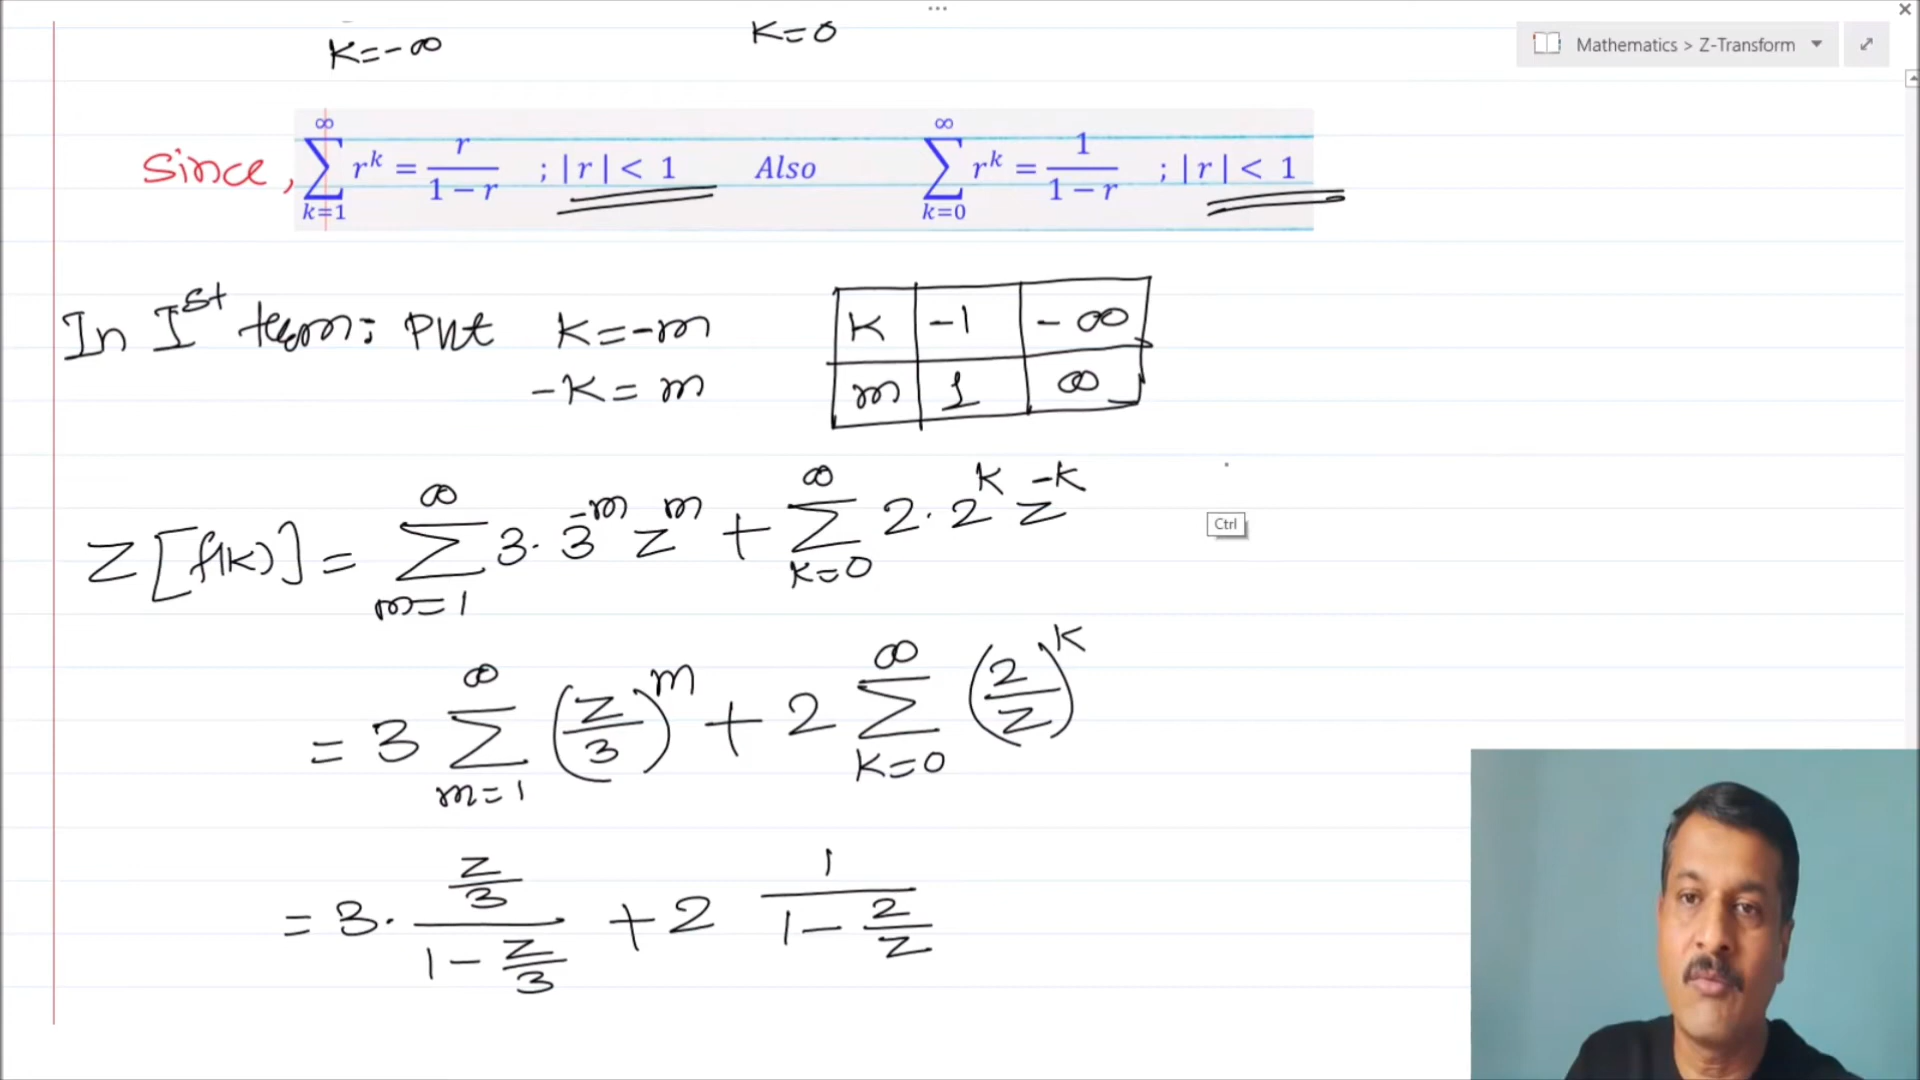 K=-∞ K=0
Mathematics > Z-Transform
Since, ∑_{k=1}^{∞} r^k = r/(1-r) ; |r| < 1 Also ∑_{k=0}^{∞} r^k = 1/(1-r) ; |r| < 1
In I^st term: Put K=-m
-K=m
K -1 -∞
m 1 ∞
Z[f(K)] = ∑_{m=1}^{∞} 3·3^{-m} z^m + ∑_{K=0}^{∞} 2·2^K z^{-K}
Ctrl
= 3 ∑_{m=1}^{∞} (z/3)^m + 2 ∑_{K=0}^{∞} (2/z)^K
= 3· (z/3)/(1-z/3) + 2 1/(1-2/z)